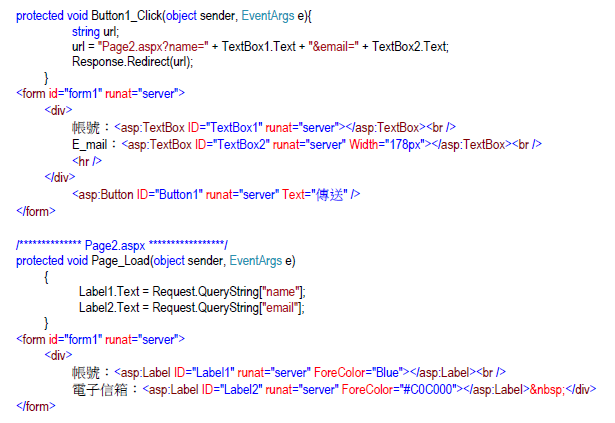 protected void Button1_Click(object sender, EventArgs e){
string url;
url = "Page2.aspx?name=" + TextBox1.Text + "&email=" + TextBox2.Text;
Response.Redirect(url);
}
<form id="form1" runat="server">
<div>
帳號：<asp:TextBox ID="TextBox1" runat="server"></asp:TextBox><br />
E_mail：<asp:TextBox ID="TextBox2" runat="server" Width="178px"></asp:TextBox><br />
<hr />
</div>
<asp:Button ID="Button1" runat="server" Text="傳送" />
</form>
/************** Page2.aspx *****************/
protected void Page_Load(object sender, EventArgs e)
{
Label1.Text = Request.QueryString["name"];
Label2.Text = Request.QueryString["email"];
}
<form id="form1" runat="server">
<div>
帳號：<asp:Label ID="Label1" runat="server" ForeColor="Blue"></asp:Label><br />
電子信箱：<asp:Label ID="Label2" runat="server" ForeColor="#C0C000"></asp:Label>&nbsp;</div>
</form>